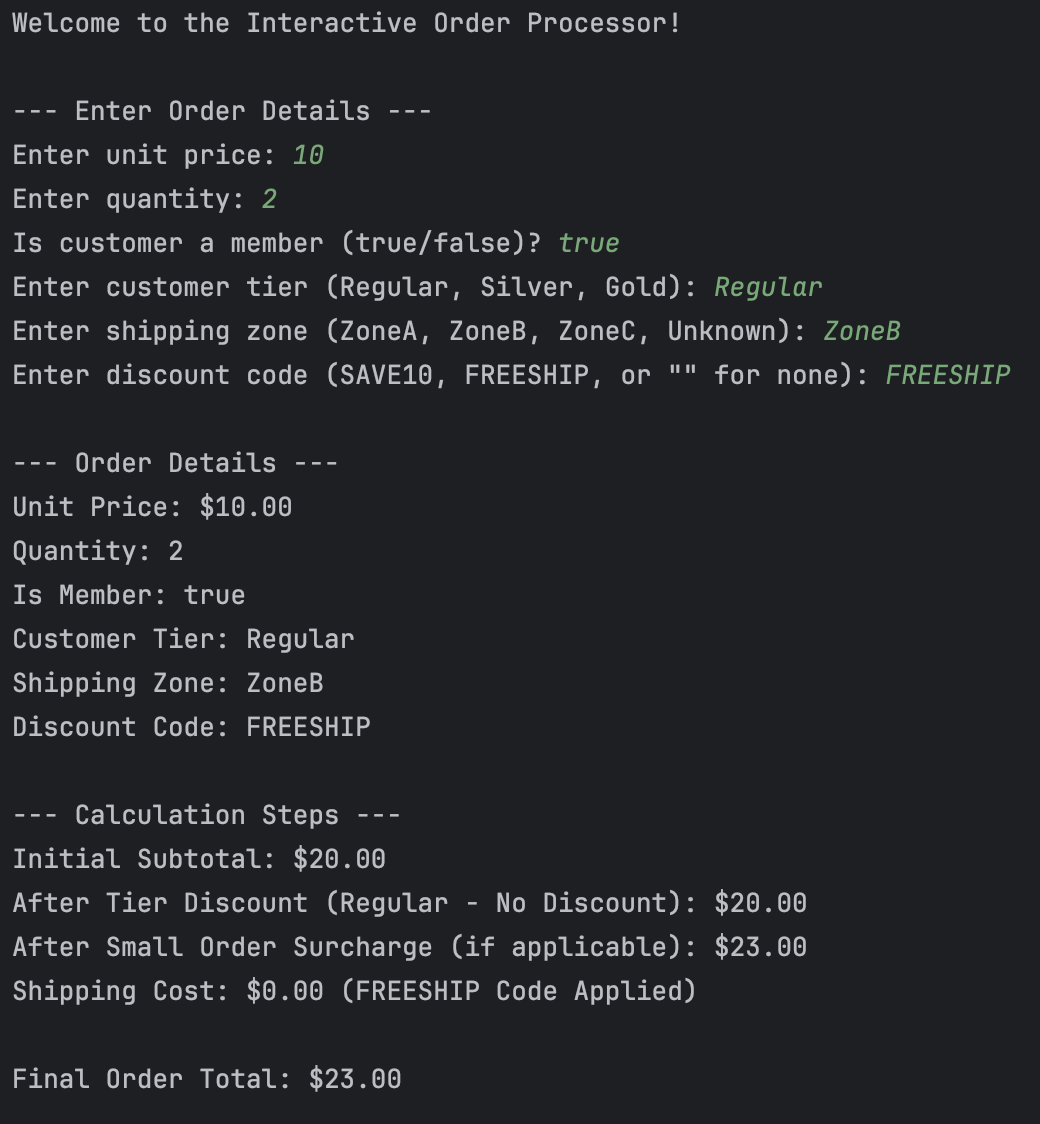 Welcome to the Interactive Order Processor!
--- Enter Order Details ---
Enter unit price: 10
Enter quantity: 2
Is customer a member (true/false)? true
Enter customer tier (Regular, Silver, Gold): Regular
Enter shipping zone (ZoneA, ZoneB, ZoneC, Unknown): ZoneB
Enter discount code (SAVE10, FREESHIP, or "" for none): FREESHIP
--- Order Details ---
Unit Price: $10.00
Quantity: 2
Is Member: true
Customer Tier: Regular
Shipping Zone: ZoneB
Discount Code: FREESHIP
--- Calculation Steps ---
Initial Subtotal: $20.00
After Tier Discount (Regular - No Discount): $20.00
After Small Order Surcharge (if applicable): $23.00
Shipping Cost: $0.00 (FREESHIP Code Applied)
Final Order Total: $23.00